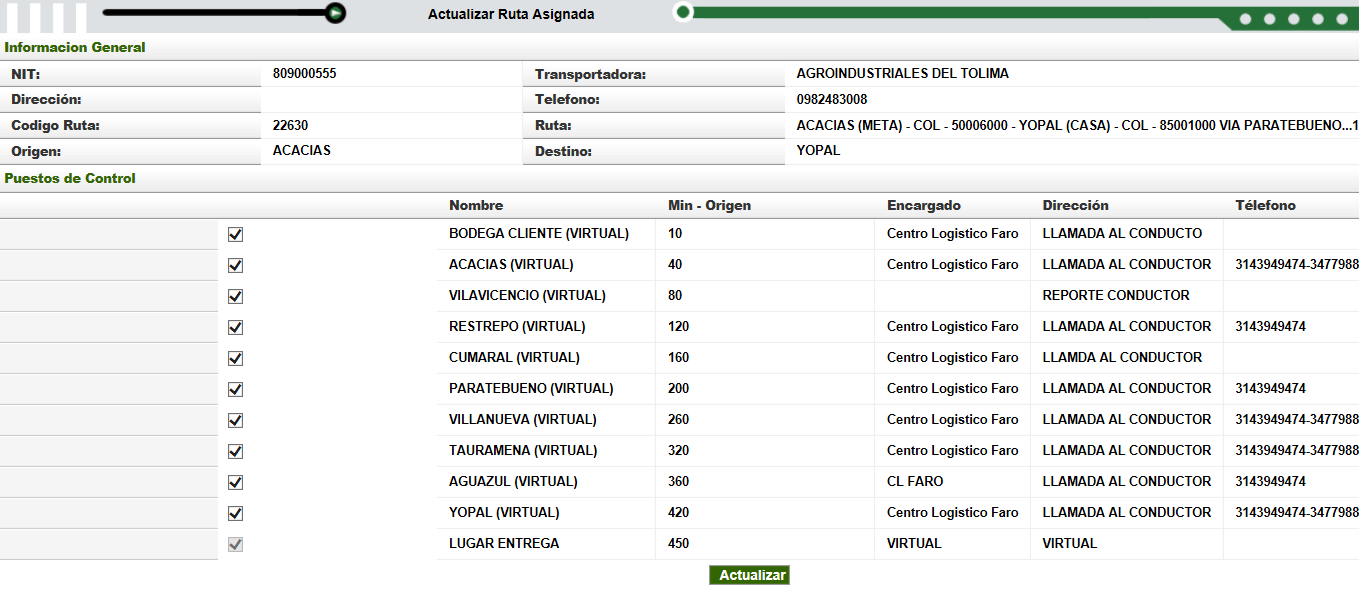 Actualizar Ruta Asignada
Informacion General
NIT: 809000555 Transportadora: AGROINDUSTRIALES DEL TOLIMA
Dirección: Telefono: 0982483008
Codigo Ruta: 22630 Ruta: ACACIAS (META) - COL - 50006000 - YOPAL (CASA) - COL - 85001000 VIA PARATEBUENO...1
Origen: ACACIAS Destino: YOPAL
Puestos de Control
Nombre Min - Origen Encargado Dirección Télefono
BODEGA CLIENTE (VIRTUAL) 10 Centro Logistico Faro LLAMADA AL CONDUCTO
ACACIAS (VIRTUAL) 40 Centro Logistico Faro LLAMADA AL CONDUCTOR 3143949474-3477988
VILAVICENCIO (VIRTUAL) 80 REPORTE CONDUCTOR
RESTREPO (VIRTUAL) 120 Centro Logistico Faro LLAMADA AL CONDUCTOR 3143949474
CUMARAL (VIRTUAL) 160 Centro Logistico Faro LLAMDA AL CONDUCTOR
PARATEBUENO (VIRTUAL) 200 Centro Logistico Faro LLAMADA AL CONDUCTOR 3143949474
VILLANUEVA (VIRTUAL) 260 Centro Logistico Faro LLAMADA AL CONDUCTOR 3143949474-3477988
TAURAMENA (VIRTUAL) 320 Centro Logistico Faro LLAMADA AL CONDUCTOR 3143949474-3477988
AGUAZUL (VIRTUAL) 360 CL FARO LLAMADA AL CONDUCTOR 3143949474
YOPAL (VIRTUAL) 420 Centro Logistico Faro LLAMADA AL CONDUCTOR 3143949474-3477988
LUGAR ENTREGA 450 VIRTUAL VIRTUAL
Actualizar